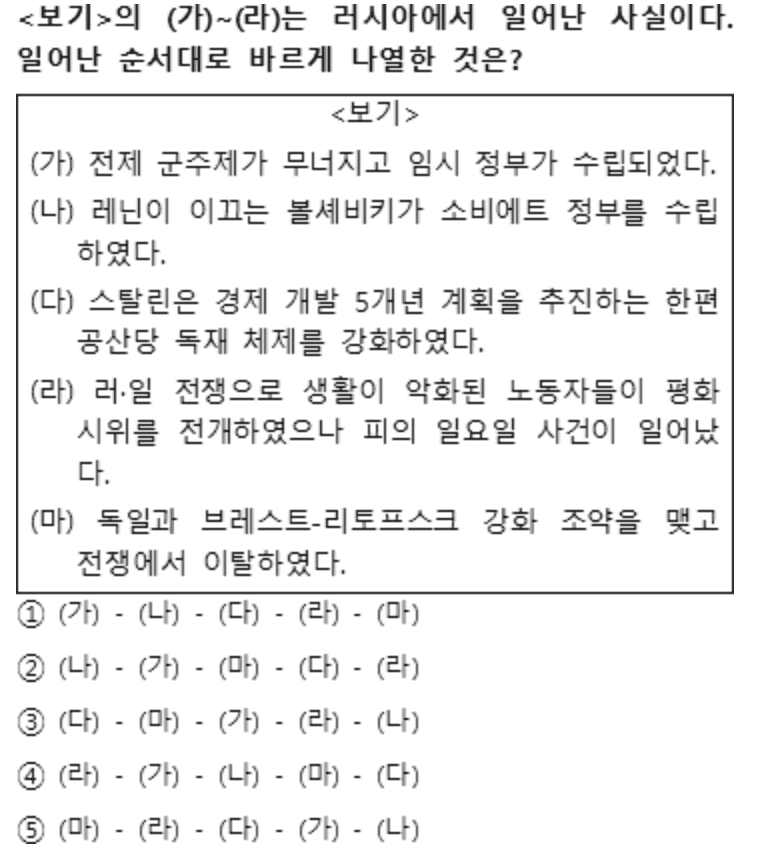 <보기>의 (가)~(라)는 러시아에서 일어난 사실이다.
일어난 순서대로 바르게 나열한 것은?
<보기>
(가) 전제 군주제가 무너지고 임시 정부가 수립되었다.
(나) 레닌이 이끄는 볼셰비키가 소비에트 정부를 수립
하였다.
(다) 스탈린은 경제 개발 5개년 계획을 추진하는 한편
공산당 독재 체제를 강화하였다.
(라) 러·일 전쟁으로 생활이 악화된 노동자들이 평화
시위를 전개하였으나 피의 일요일 사건이 일어났
다.
(마) 독일과 브레스트-리토프스크 강화 조약을 맺고
전쟁에서 이탈하였다.
① (가) - (나) - (다) - (라) - (마)
② (나) - (가) - (마) - (다) - (라)
③ (다) - (마) - (가) - (라) - (나)
④ (라) - (가) - (나) - (마) - (다)
⑤ (마) - (라) - (다) - (가) - (나)